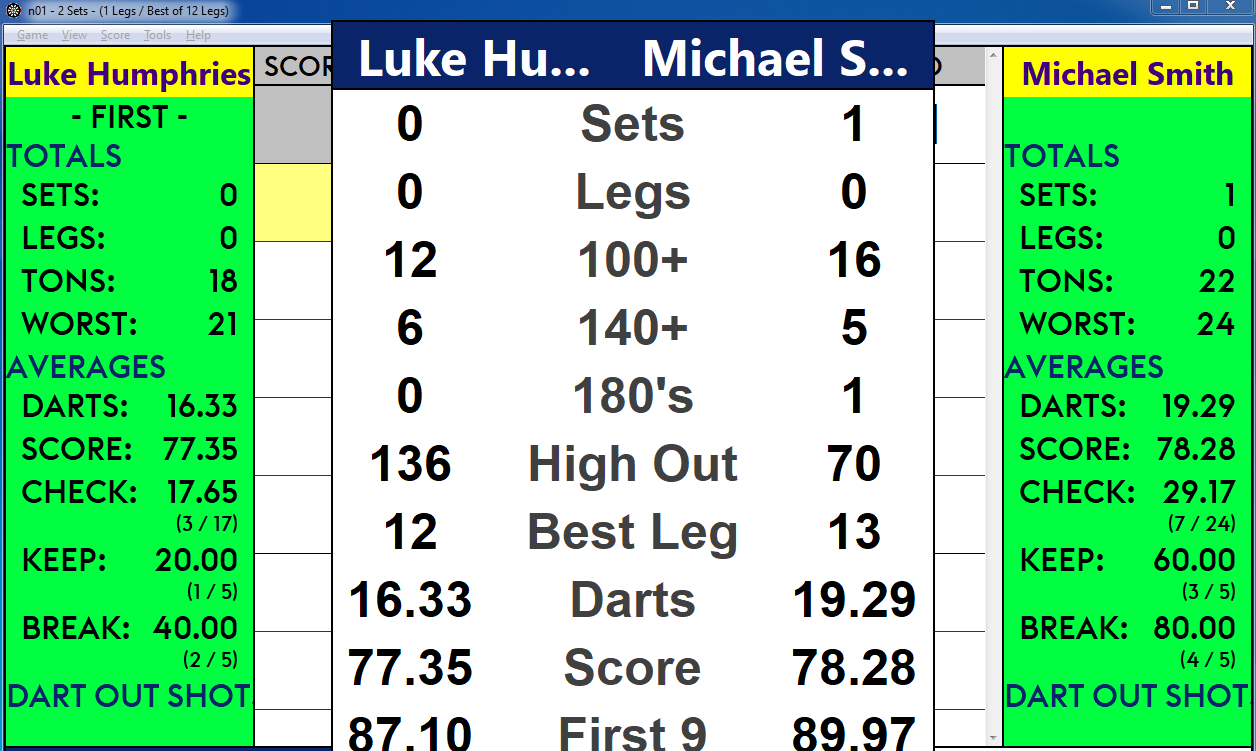 n01 - 2 Sets - (1 Legs / Best of 12 Legs)
Game View Score Tools Help
Luke Humphries
- FIRST -
TOTALS
SETS: 0
LEGS: 0
TONS: 18
WORST: 21
AVERAGES
DARTS: 16.33
SCORE: 77.35
CHECK: 17.65
(3 / 17)
KEEP: 20.00
(1 / 5)
BREAK: 40.00
(2 / 5)
DART OUT SHOT
SCOR
Luke Hu... Michael S...
0 Sets 1
0 Legs 0
12 100+ 16
6 140+ 5
0 180's 1
136 High Out 70
12 Best Leg 13
16.33 Darts 19.29
77.35 Score 78.28
87.10 First 9 89.97
Michael Smith
TOTALS
SETS: 1
LEGS: 0
TONS: 22
WORST: 24
AVERAGES
DARTS: 19.29
SCORE: 78.28
CHECK: 29.17
(7 / 24)
KEEP: 60.00
(3 / 5)
BREAK: 80.00
(4 / 5)
DART OUT SHOT